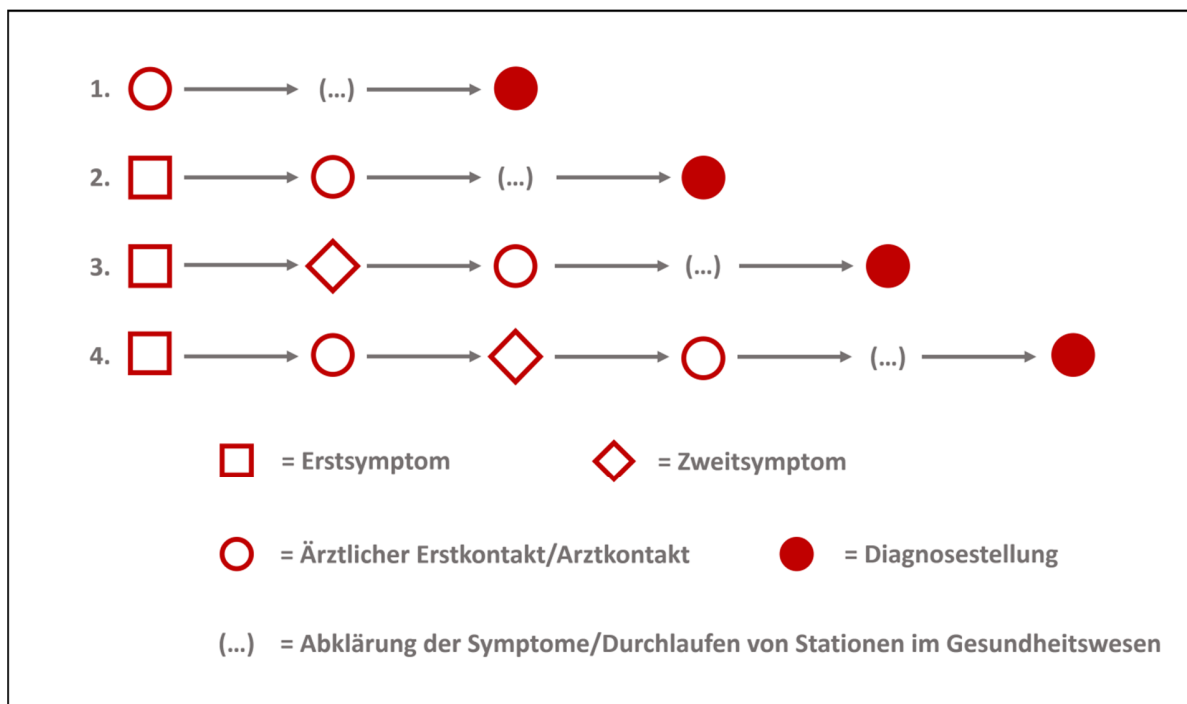 1. (...)
2. (...)
3. (...)
4. (...)
= Erstsymptom = Zweitsymptom
= Ärztlicher Erstkontakt/Arztkontakt = Diagnosestellung
(...) = Abklärung der Symptome/Durchlaufen von Stationen im Gesundheitswesen